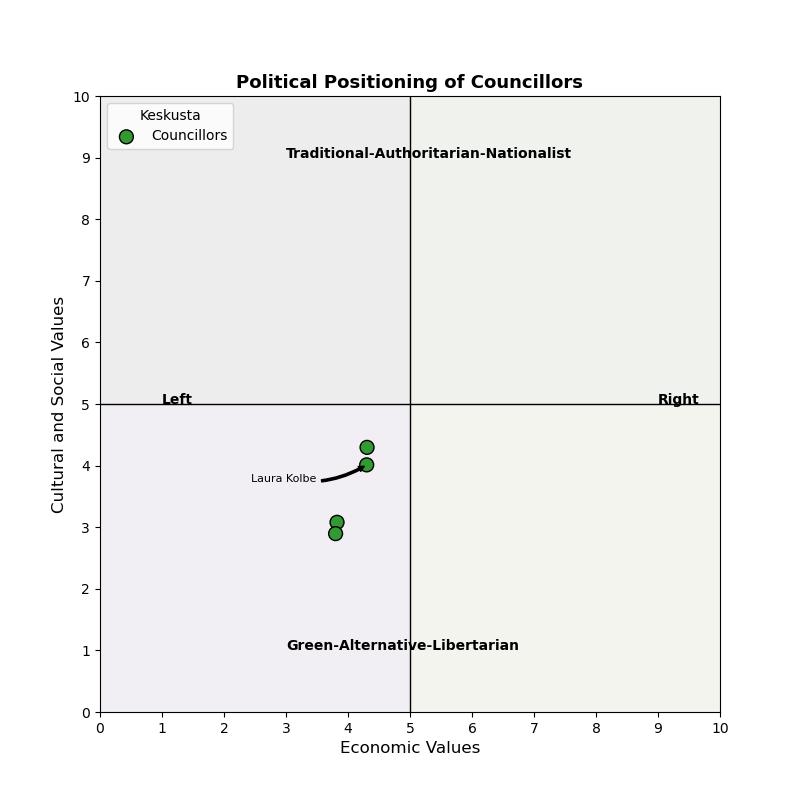 Political Positioning of Councillors
Keskusta
Councillors
Traditional-Authoritarian-Nationalist
Left
Right
Laura Kolbe
Green-Alternative-Libertarian
Cultural and Social Values
10
9
8
7
6
5
4
3
2
1
0
0 1 2 3 4 5 6 7 8 9 10
Economic Values